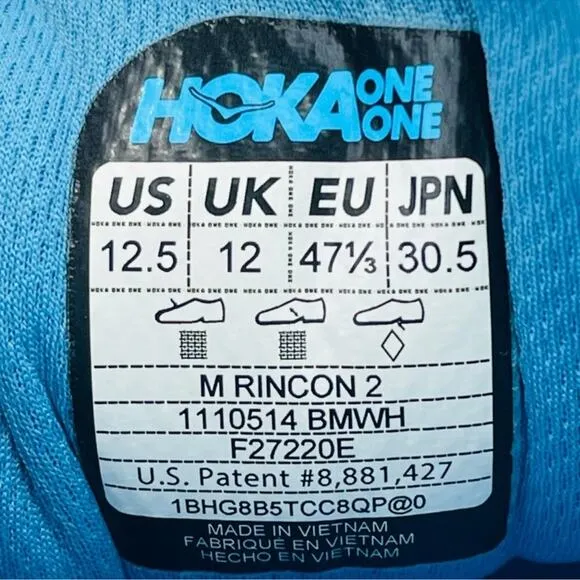 HOKA ONE ONE
US UK EU JPN
12.5 12 47⅓ 30.5
M RINCON 2
1110514 BMWH
F27220E
U.S. Patent #8,881,427
1BHG8B5TCC8QP@0
MADE IN VIETNAM
FABRIQUE EN VIETNAM
HECHO EN VIETNAM